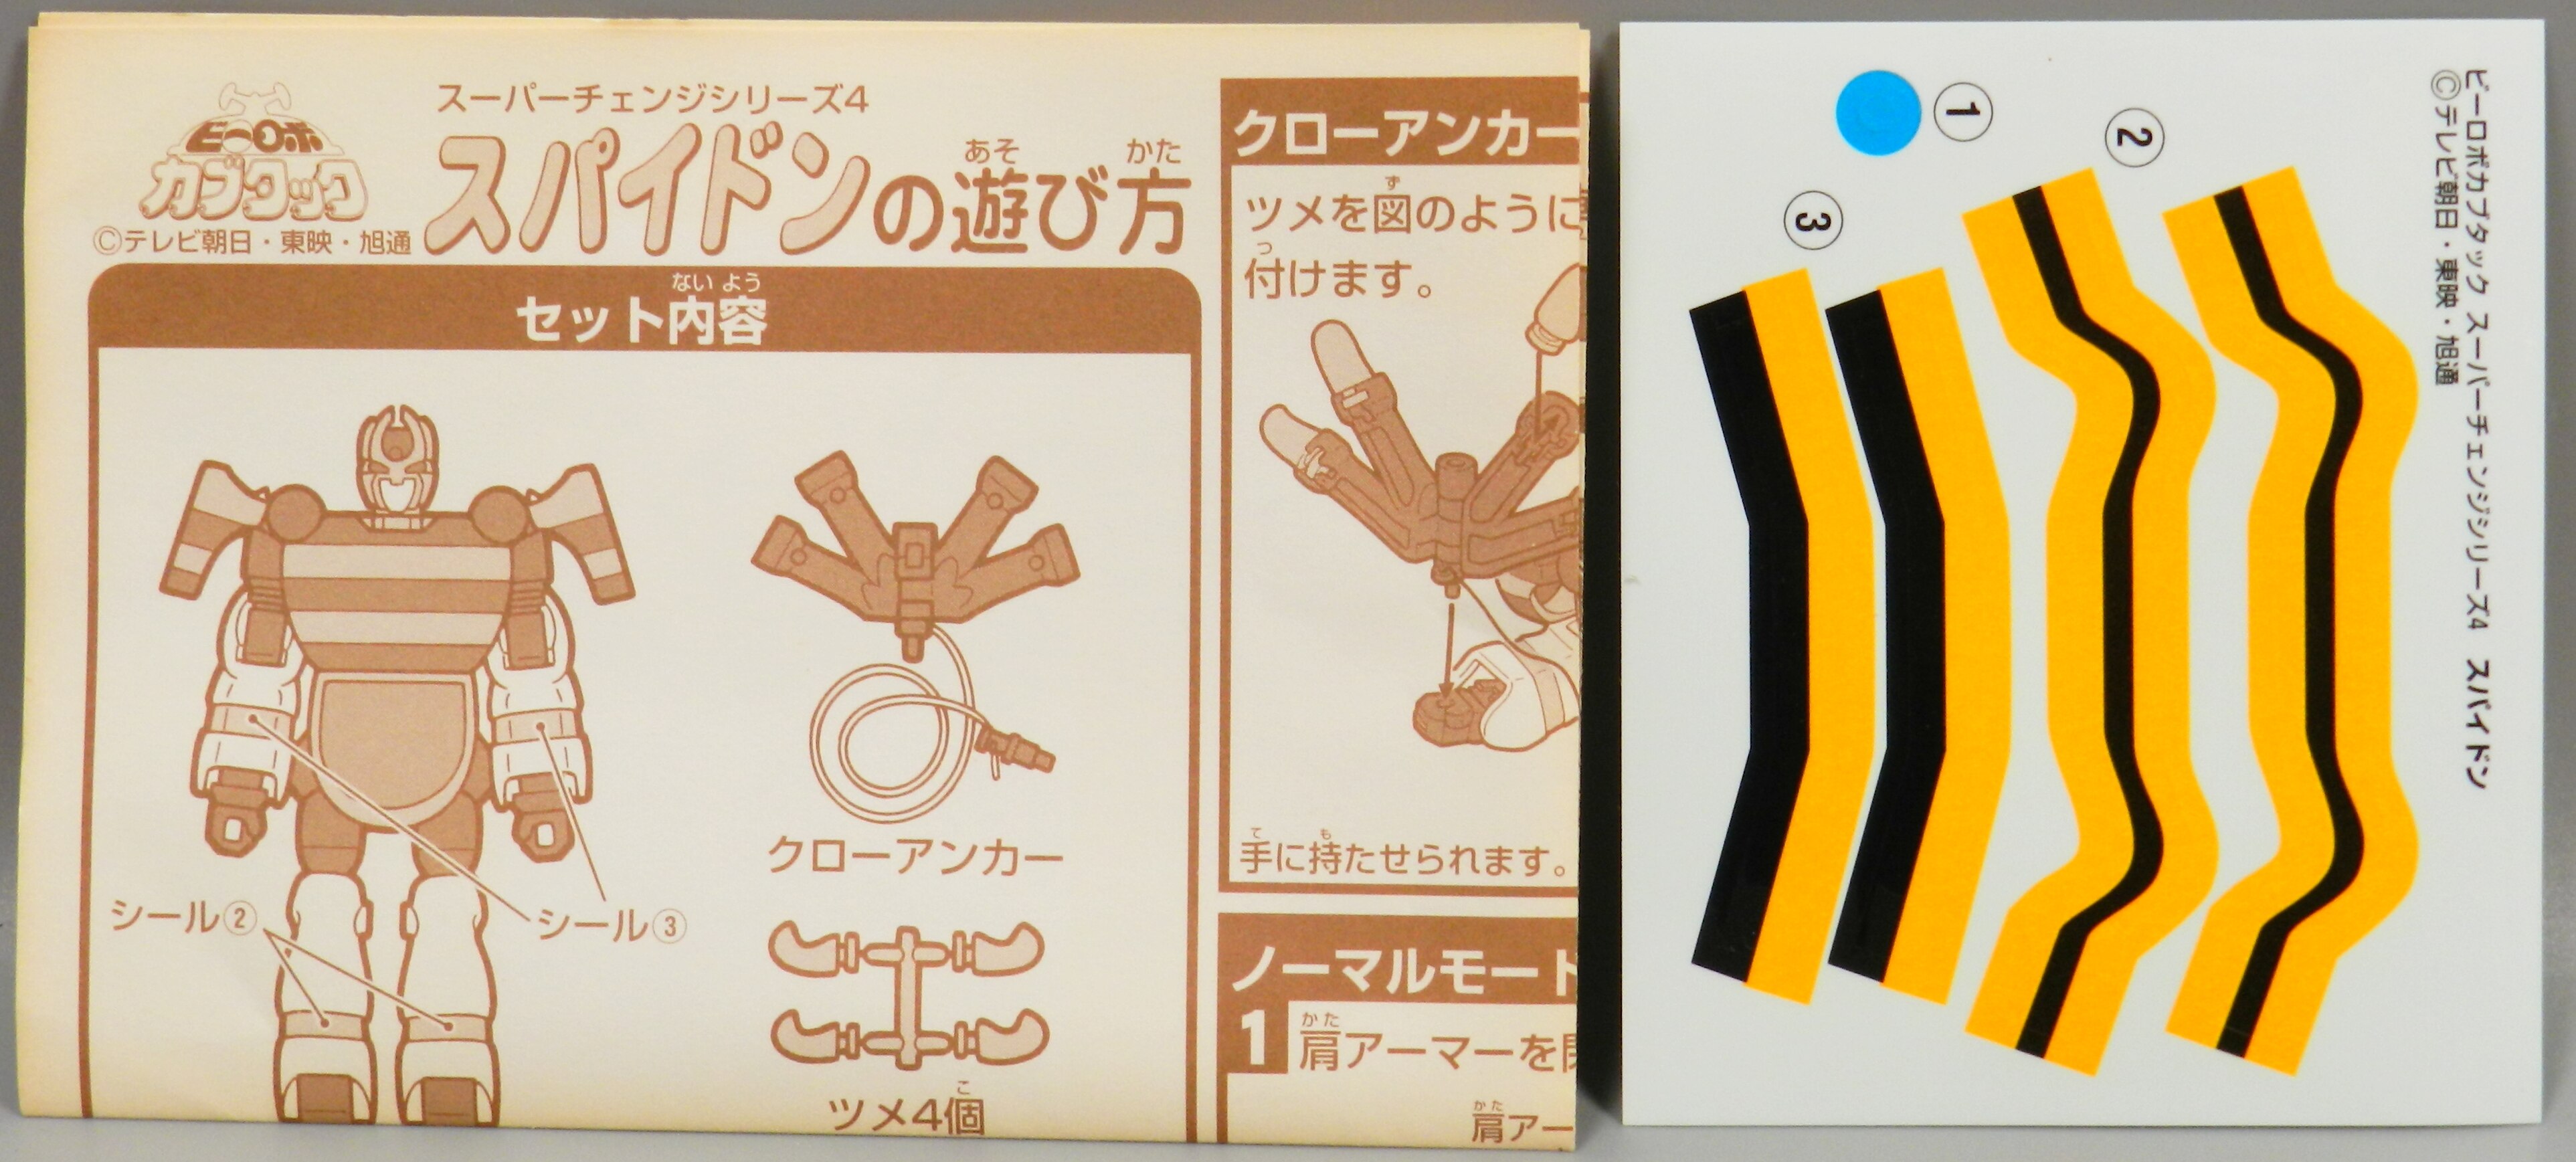 ビーロボ
カブタック
©テレビ朝日・東映・旭通
スーパーチェンジシリーズ4
スパイドンの遊び方
あそ かた
セット内容
ない よう
シール②
シール③
クローアンカー
ツメ4個
こ
クローアンカー
ツメを図のように
ず
付けます。
つ
手に持たせられます。
て も
ノーマルモード
1 肩アーマーを
かた
肩アー
かた
①
②
③
ビーロボカブタック スーパーチェンジシリーズ4 スパイドン
©テレビ朝日・東映・旭通